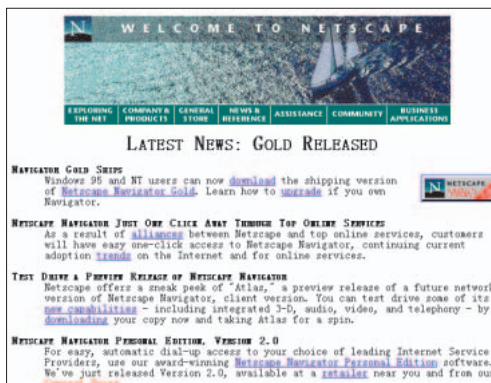 N WELCOME TO NETSCAPE
EXPLORING THE NET COMPANY & PRODUCTS GENERAL STORE NEWS & REFERENCE ASSISTANCE COMMUNITY BUSINESS APPLICATIONS
LATEST NEWS: GOLD RELEASED
NAVIGATOR GOLD SHIPS
Windows 95 and NT users can now download the shipping version
of Netscape Navigator Gold. Learn how to upgrade if you own
Navigator.
N NETSCAPE
NETSCAPE NAVIGATOR JUST ONE CLICK AWAY THROUGH TOP ONLINE SERVICES
As a result of alliances between Netscape and top online services, customers
will have easy one-click access to Netscape Navigator, continuing current
adoption trends on the Internet and for online services.
TEST DRIVE A PREVIEW RELEASE OF NETSCAPE NAVIGATOR
Netscape offers a sneak peek of "Atlas," a preview release of a future network
version of Netscape Navigator, client version. You can test drive some of its
new capabilities - including integrated 3-D, audio, video, and telephony - by
downloading your copy now and taking Atlas for a spin.
NETSCAPE NAVIGATOR PERSONAL EDITION, VERSION 2.0
For easy, automatic dial-up access to your choice of leading Internet Service
Providers, use our award-winning Netscape Navigator Personal Edition software.
We've just released Version 2.0, available at a retailer near you and from our